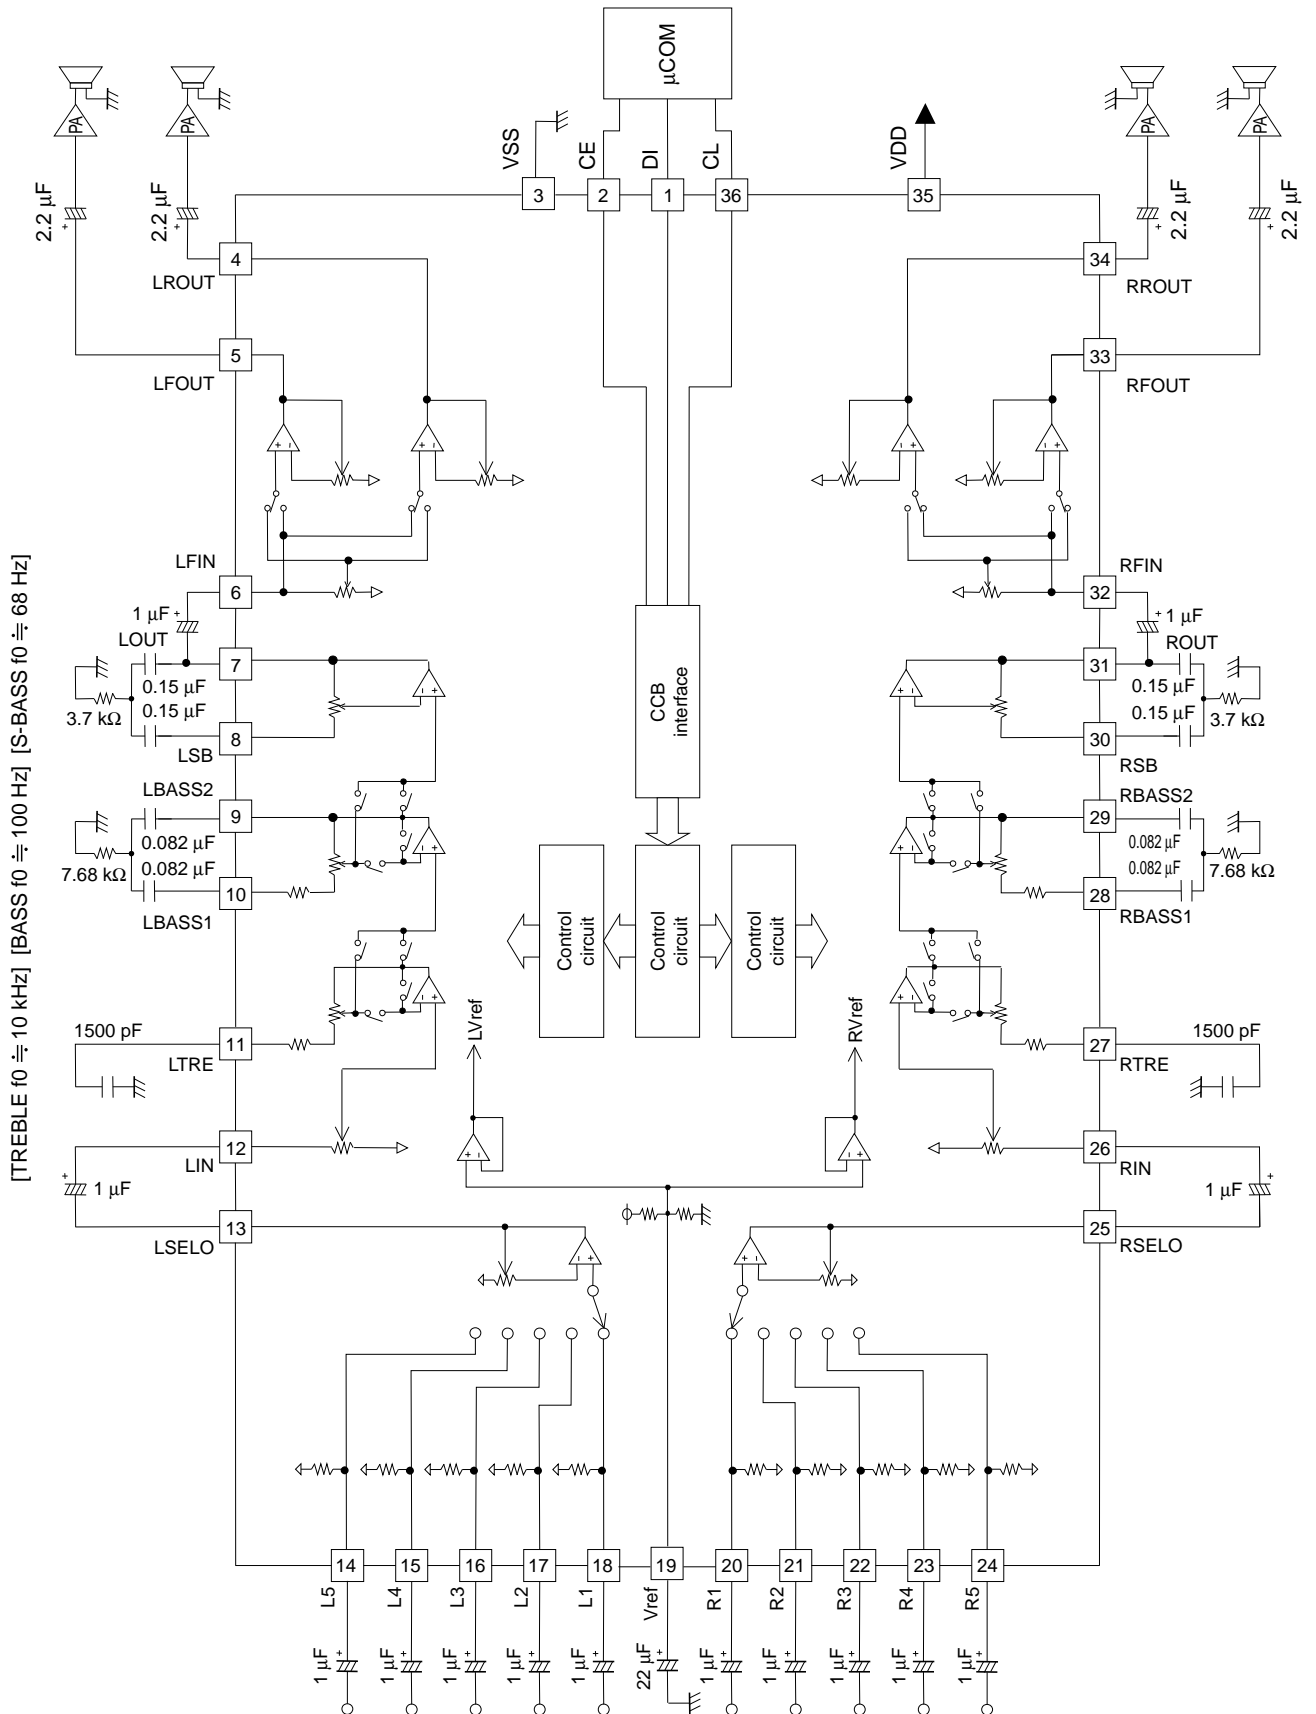 μCOM
PA
PA
PA
PA
2.2 μF
+
2.2 μF
+
VSS
CE
DI
CL
VDD
2.2 μF
+
2.2 μF
+
3
2
1
36
35
4
LROUT
34
RROUT
5
LFOUT
33
RFOUT
+ −
+ −
− +
− +
LFIN
6
RFIN
32
1 μF +
LOUT
7
0.15 μF
0.15 μF
3.7 kΩ
8
LSB
− +
+ 1 μF
ROUT
31
0.15 μF
0.15 μF
3.7 kΩ
30
RSB
− +
CCB
interface
LBASS2
9
0.082 μF
0.082 μF
7.68 kΩ
10
LBASS1
− +
RBASS2
29
0.082 μF
0.082 μF
7.68 kΩ
28
RBASS1
+ −
Control
circuit
Control
circuit
Control
circuit
1500 pF
11
LTRE
− +
LVref
RVref
1500 pF
27
RTRE
+ −
12
LIN
26
RIN
+
1 μF
+
1 μF
+ −
− +
13
LSELO
25
RSELO
− +
+ −
14
15
16
17
18
19
20
21
22
23
24
L5
L4
L3
L2
L1
Vref
R1
R2
R3
R4
R5
1 μF +
1 μF +
1 μF +
1 μF +
1 μF +
22 μF +
1 μF +
1 μF +
1 μF +
1 μF +
1 μF +
[TREBLE f0 ≒ 10 kHz] [BASS f0 ≒ 100 Hz] [S-BASS f0 ≒ 68 Hz]